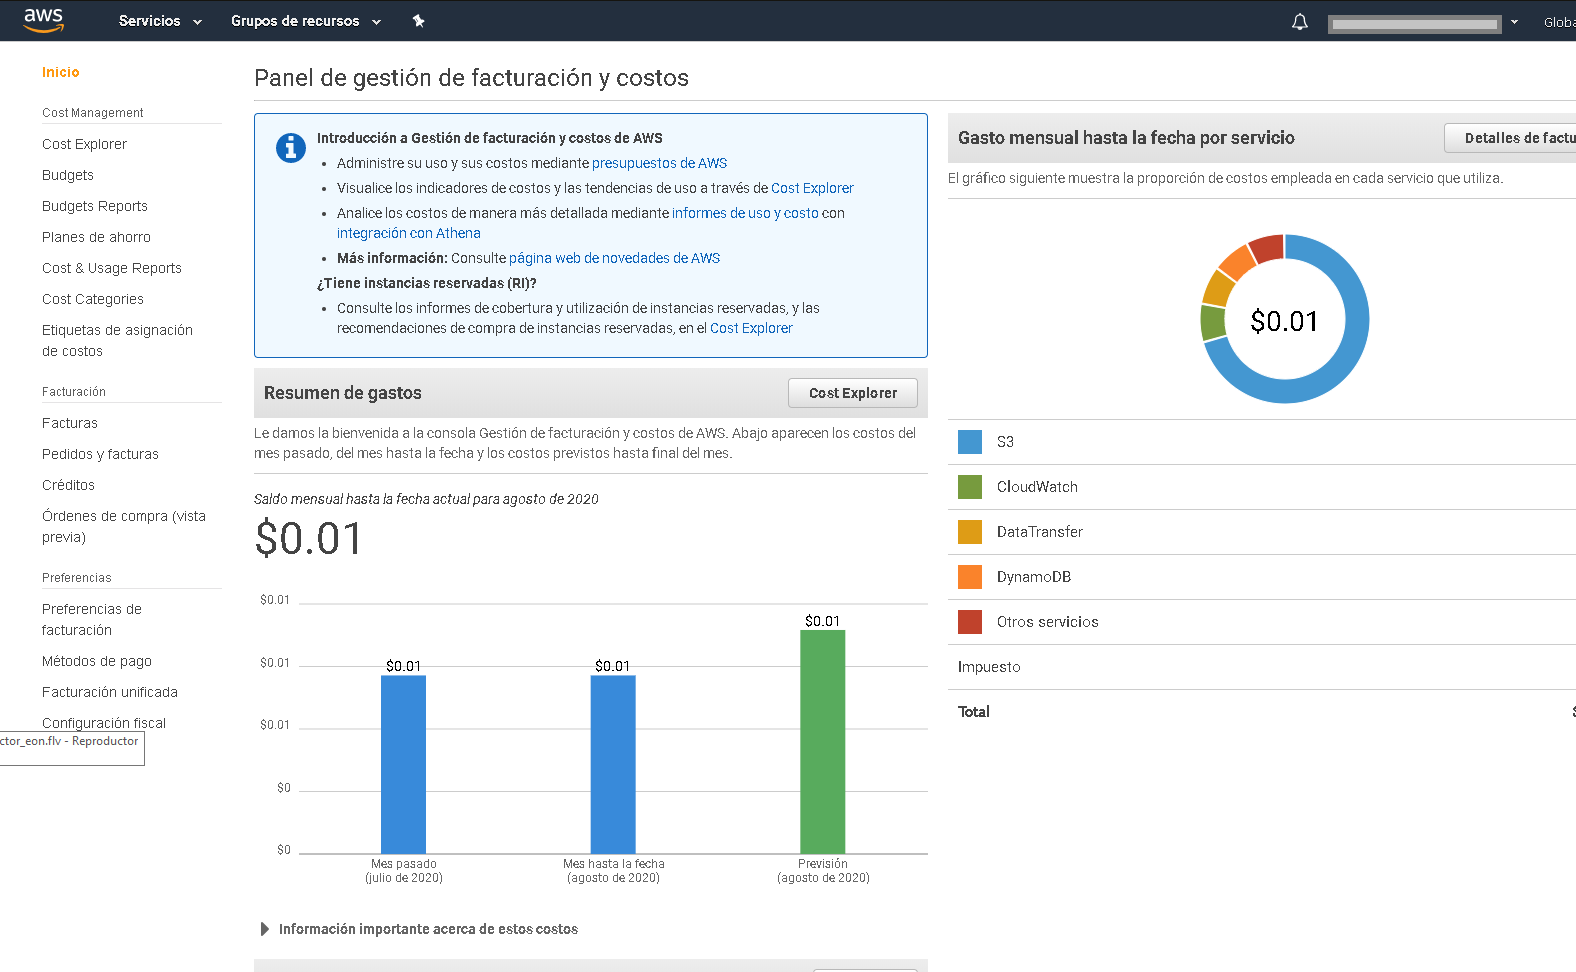 aws
Servicios
Grupos de recursos
Inicio
Cost Management
Cost Explorer
Budgets
Budgets Reports
Planes de ahorro
Cost & Usage Reports
Cost Categories
Etiquetas de asignación
de costos
Facturación
Facturas
Pedidos y facturas
Créditos
Órdenes de compra (vista
previa)
Preferencias
Preferencias de
facturación
Métodos de pago
Facturación unificada
Configuración fiscal
ctor_eon.flv - Reproductor
Panel de gestión de facturación y costos
Introducción a Gestión de facturación y costos de AWS
• Administre su uso y sus costos mediante presupuestos de AWS
• Visualice los indicadores de costos y las tendencias de uso a través de Cost Explorer
• Analice los costos de manera más detallada mediante informes de uso y costo con
integración con Athena
• Más información: Consulte página web de novedades de AWS
¿Tiene instancias reservadas (RI)?
• Consulte los informes de cobertura y utilización de instancias reservadas, y las
recomendaciones de compra de instancias reservadas, en el Cost Explorer
Resumen de gastos
Cost Explorer
Le damos la bienvenida a la consola Gestión de facturación y costos de AWS. Abajo aparecen los costos del
mes pasado, del mes hasta la fecha y los costos previstos hasta final del mes.
Saldo mensual hasta la fecha actual para agosto de 2020
$0.01
$0.01
$0.01
$0.01
$0
$0
$0.01
$0.01
$0.01
Mes pasado
(julio de 2020)
Mes hasta la fecha
(agosto de 2020)
Previsión
(agosto de 2020)
Información importante acerca de estos costos
Gasto mensual hasta la fecha por servicio
Detalles de factu
El gráfico siguiente muestra la proporción de costos empleada en cada servicio que utiliza.
$0.01
S3
CloudWatch
DataTransfer
DynamoDB
Otros servicios
Impuesto
Total
Globa